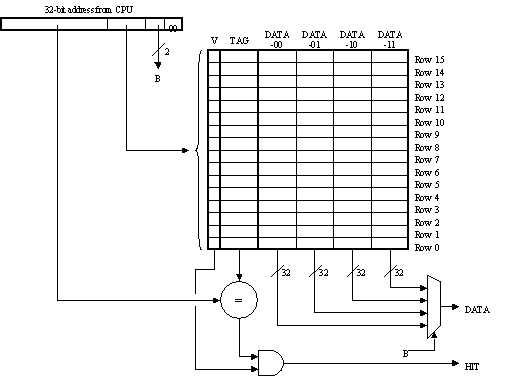 32-bit address from CPU
00
2
B
V TAG DATA -00 DATA -01 DATA -10 DATA -11
Row 15
Row 14
Row 13
Row 12
Row 11
Row 10
Row 9
Row 8
Row 7
Row 6
Row 5
Row 4
Row 3
Row 2
Row 1
Row 0
32 32 32 32
=
DATA
B
HIT